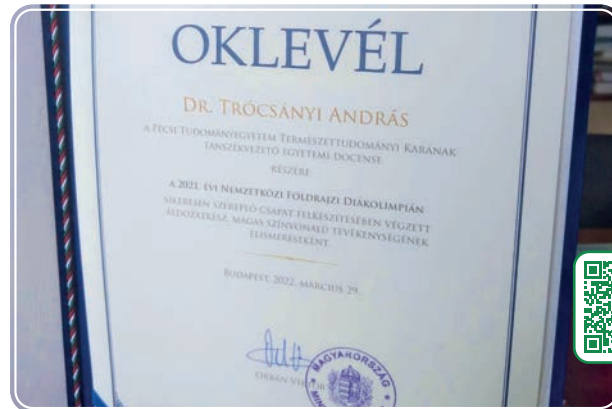 OKLEVÉL
DR. TRÓCSÁNYI ANDRÁS
A PÉCSI TUDOMÁNYEGYETEM TERMÉSZETTUDOMÁNYI KARÁNAK
TANSZÉKVEZETŐ EGYETEMI DOCENSE
RÉSZÉRE
A 2021. ÉVI NEMZETKÖZI FÖLDRAJZI DIÁKOLIMPIÁN
SIKERESEN SZEREPLŐ CSAPAT FELKÉSZÍTÉSÉBEN VÉGZETT
ÁLDOZATKÉSZ, MAGAS SZÍNVONALÚ TEVÉKENYSÉGÉNEK
ELISMERÉSEKÉNT.
BUDAPEST, 2022. MÁRCIUS 29.
ORBÁN VIKTOR
MAGYARORSZÁG